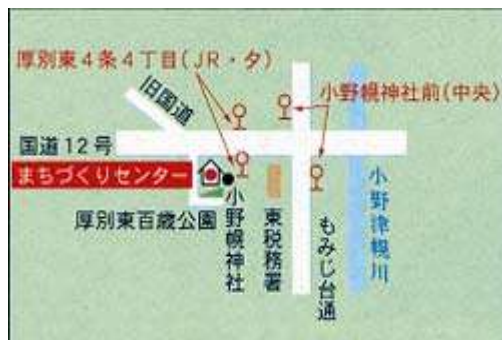 厚別東4条4丁目(JR・夕)
旧国道
小野幌神社前(中央)
国道12号
まちづくりセンター
厚別東百歳公園
小野幌神社
東税務署
もみじ台通
小野津幌川